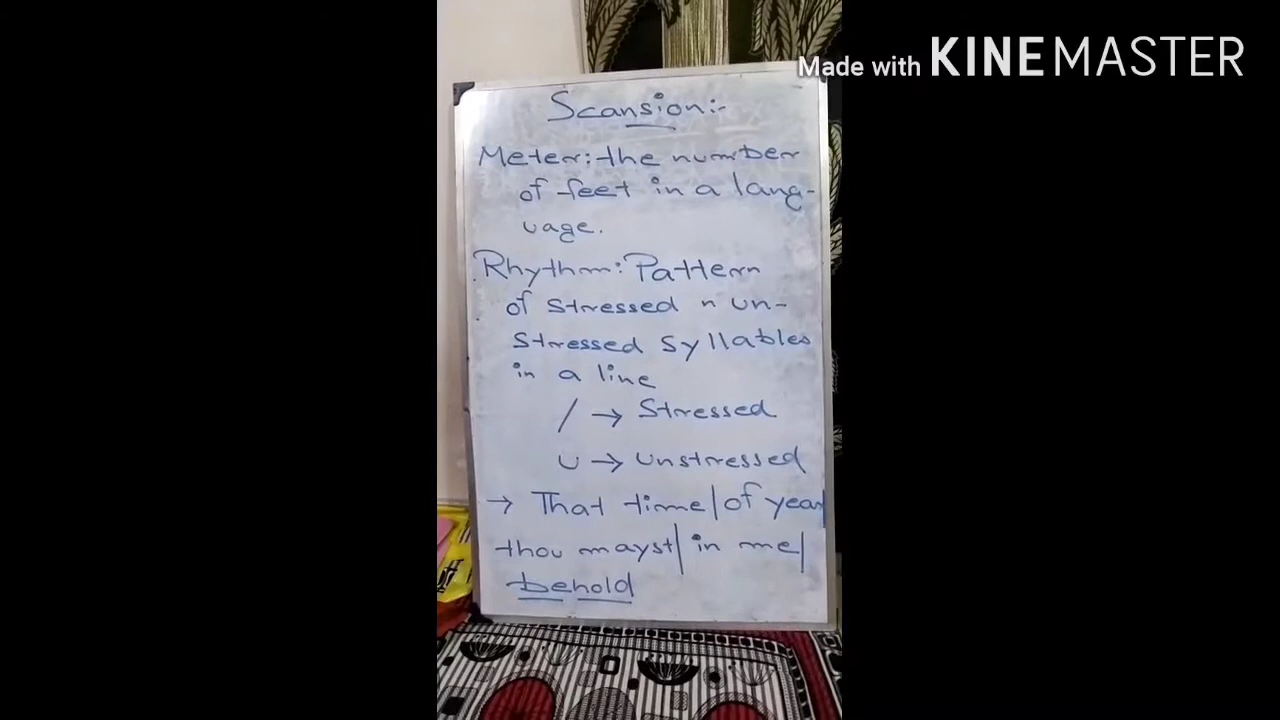 Made with KINEMASTER
Scansion:-
Meter: the number
of feet in a lang-
uage.
Rhythm: Pattern
of stressed n un-
stressed syllables
in a line
/ → Stressed
∪ → unstressed
→ That time/of year/
thou mayst/in me/
behold